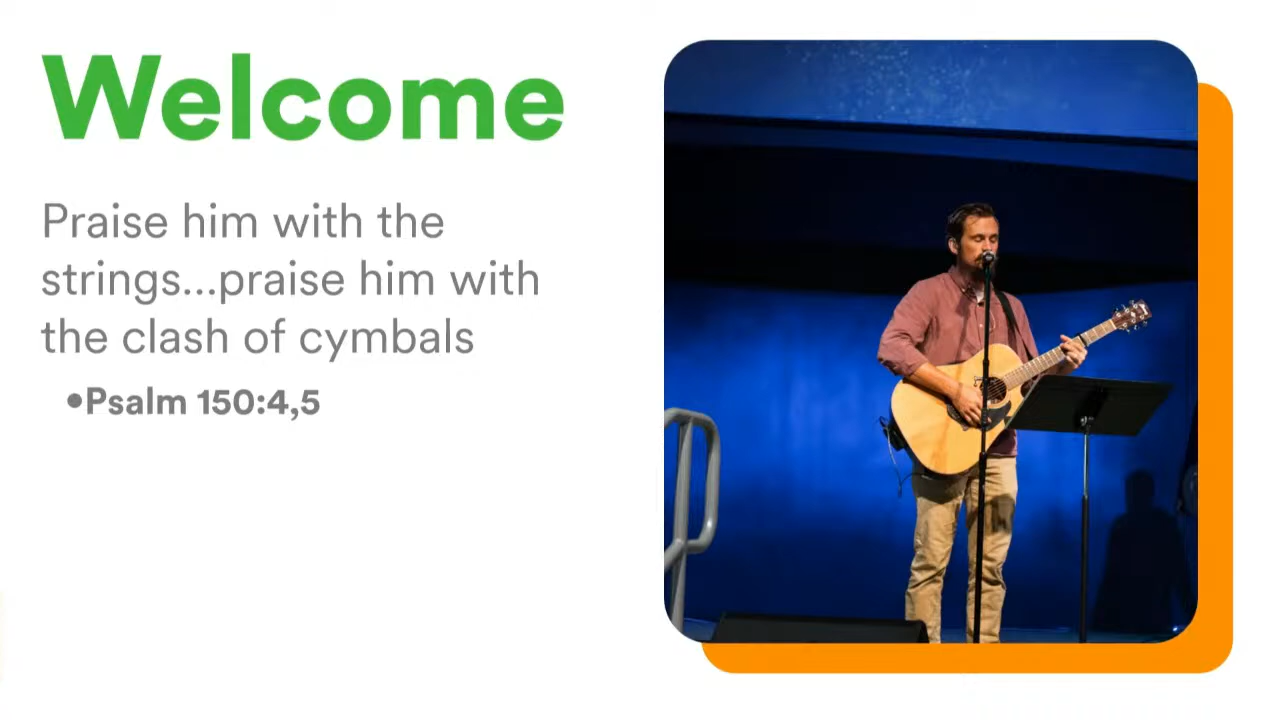 Welcome
Praise him with the
strings...praise him with
the clash of cymbals
•Psalm 150:4,5